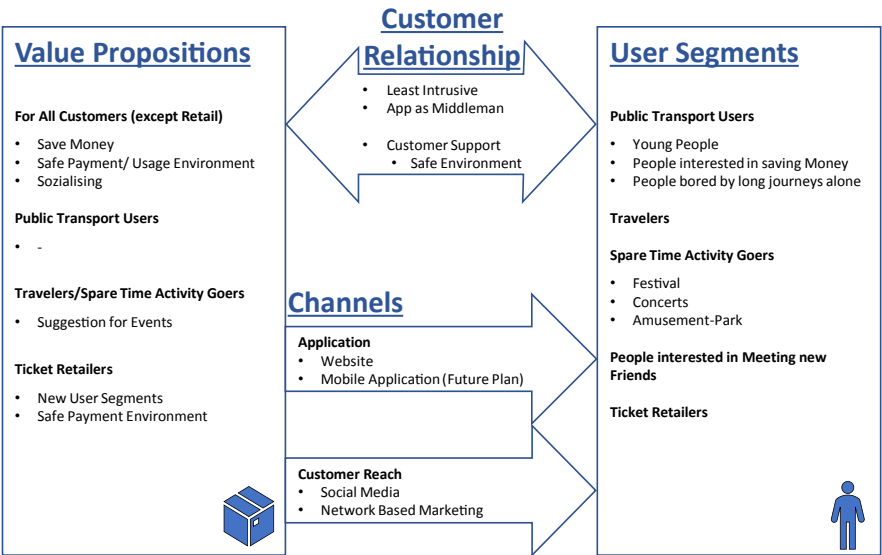 Value Propositions
For All Customers (except Retail)
• Save Money
• Safe Payment/ Usage Environment
• Sozialising
Public Transport Users
• -
Travelers/Spare Time Activity Goers
• Suggestion for Events
Ticket Retailers
• New User Segments
• Safe Payment Environment
Customer
Relationship
• Least Intrusive
• App as Middleman
• Customer Support
• Safe Environment
Channels
Application
• Website
• Mobile Application (Future Plan)
Customer Reach
• Social Media
• Network Based Marketing
User Segments
Public Transport Users
• Young People
• People interested in saving Money
• People bored by long journeys alone
Travelers
Spare Time Activity Goers
• Festival
• Concerts
• Amusement-Park
People interested in Meeting new
Friends
Ticket Retailers